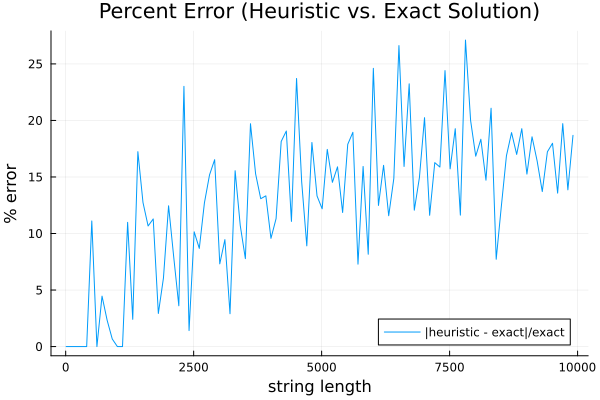 Percent Error (Heuristic vs. Exact Solution)
25
20
15
10
5
0
% error
|heuristic - exact|/exact
0
2500
5000
7500
10000
string length